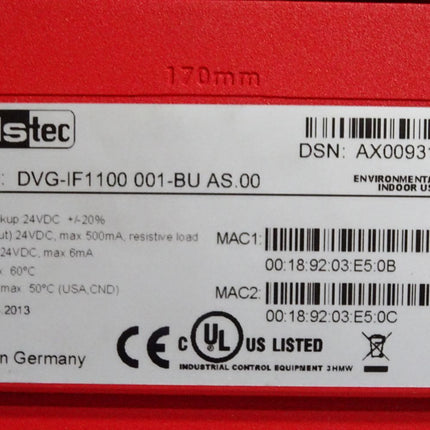 170mm
stec
DSN: AX00931
: DVG-IF1100 001-BU AS.00
ENVIRONMENTA
INDOOR US
kup 24VDC +/-20%
ut) 24VDC, max 500mA, resistive load
24VDC, max 6mA
60°C
max. 50°C (USA,CND)
.2013
MAC1:
00:18:92:03:E5:0B
MAC2:
00:18:92:03:E5:0C
n Germany
CE
C UL US LISTED
INDUSTRIAL CONTROL EQUIPMENT 3HMW